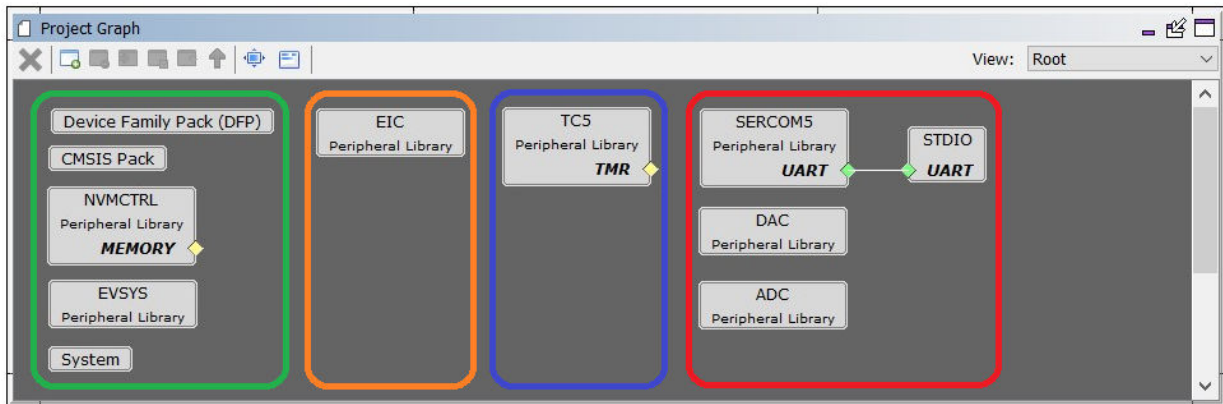 Project Graph
View: Root
Device Family Pack (DFP)
CMSIS Pack
NVMCTRL
Peripheral Library
MEMORY
EVSYS
Peripheral Library
System
EIC
Peripheral Library
TC5
Peripheral Library
TMR
SERCOM5
Peripheral Library
UART
STDIO
UART
DAC
Peripheral Library
ADC
Peripheral Library